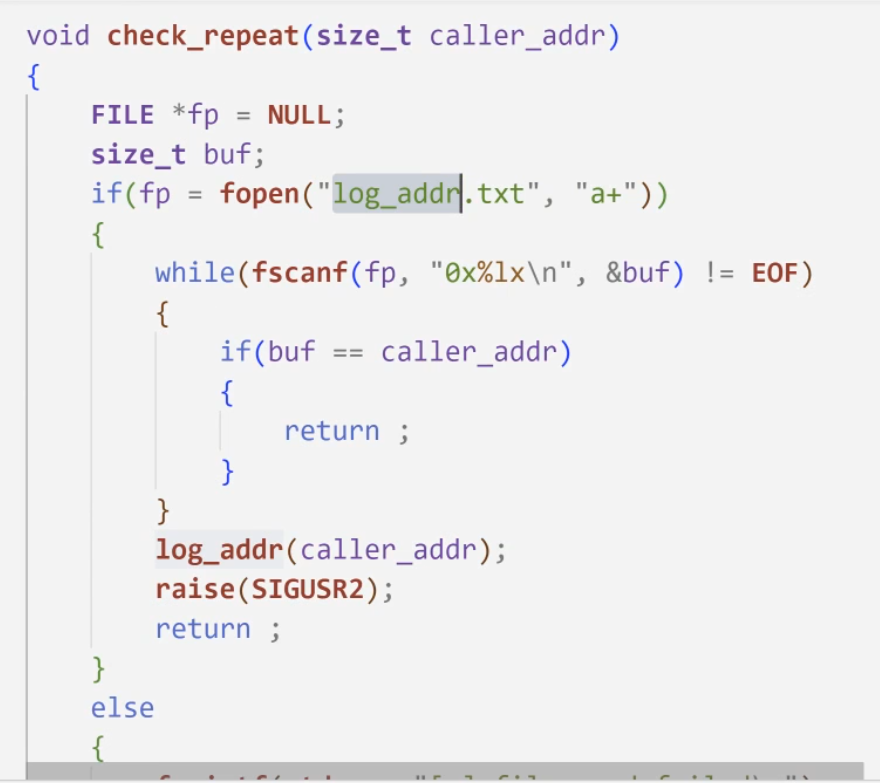 void check_repeat(size_t caller_addr)
{
FILE *fp = NULL;
size_t buf;
if(fp = fopen("log_addr.txt", "a+"))
{
while(fscanf(fp, "0x%lx\n", &buf) != EOF)
{
if(buf == caller_addr)
{
return ;
}
}
log_addr(caller_addr);
raise(SIGUSR2);
return ;
}
else
{